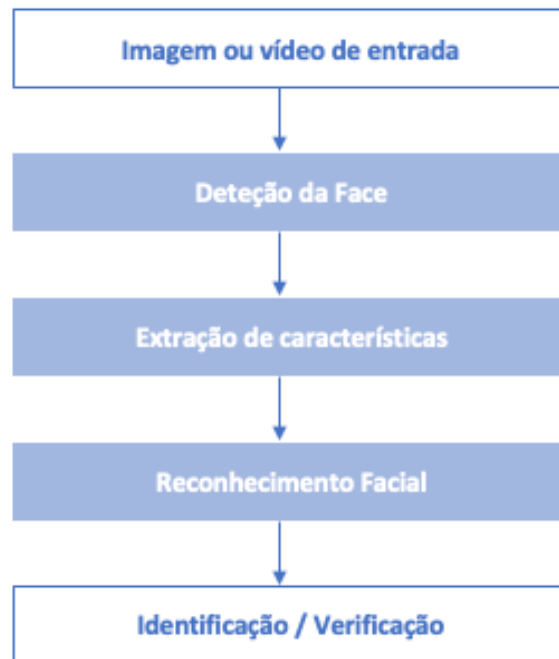 Imagem ou vídeo de entrada
Deteção da Face
Extração de características
Reconhecimento Facial
Identificação / Verificação